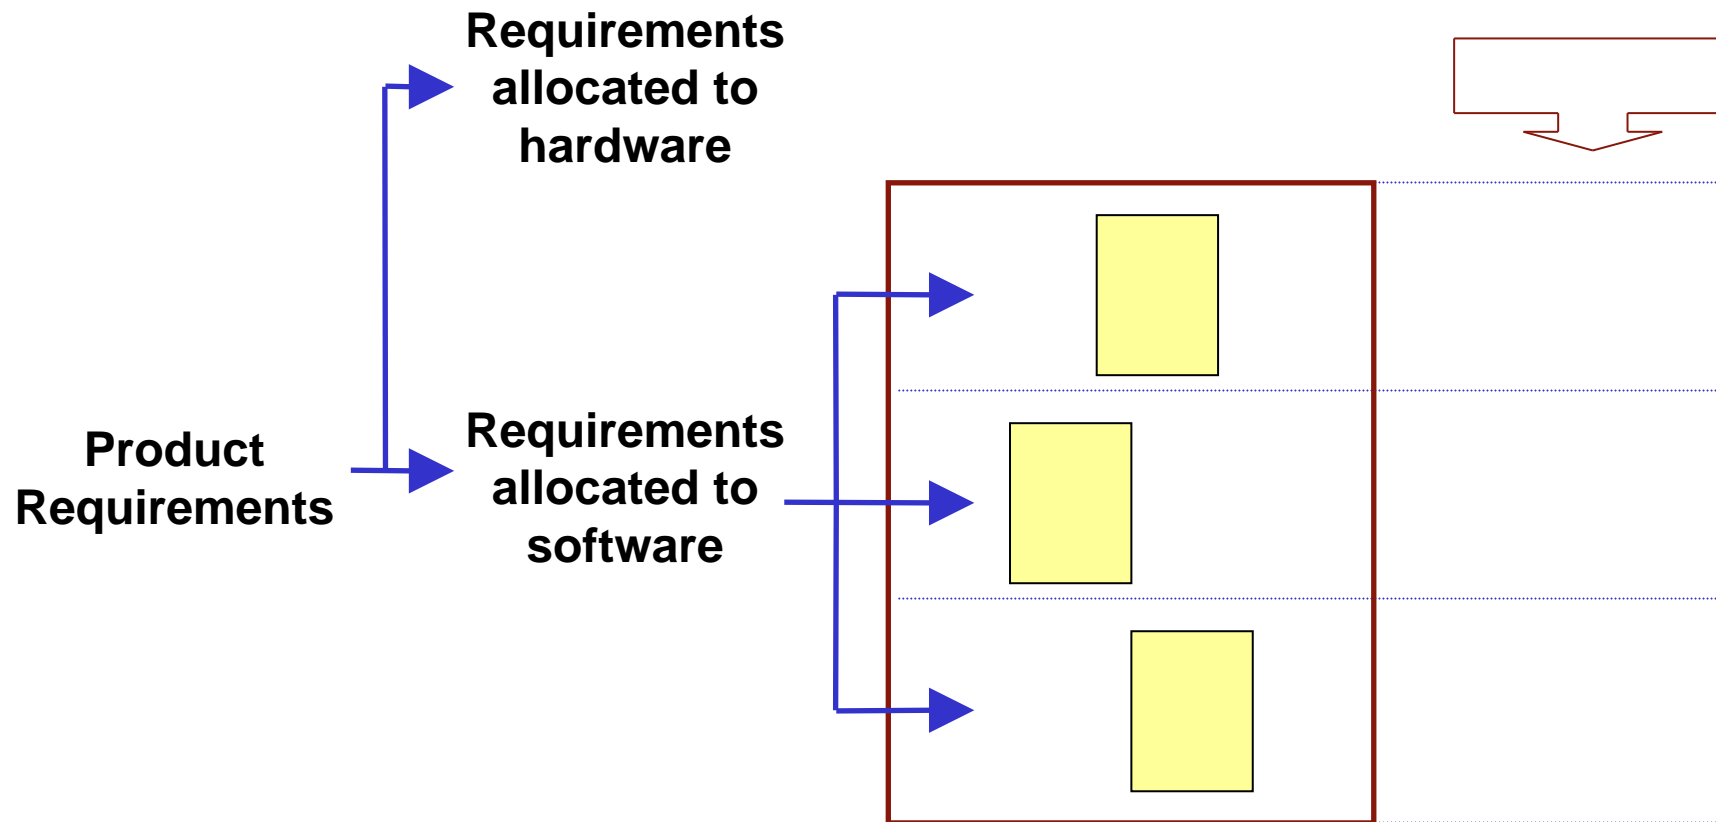 Requirements
allocated to
hardware
Product
Requirements
Requirements
allocated to
software